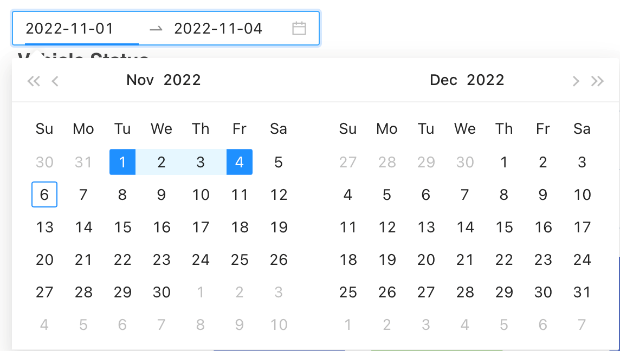 2022-11-01 → 2022-11-04
Vehicle Status
« ‹ Nov 2022 Dec 2022 › »
Su Mo Tu We Th Fr Sa Su Mo Tu We Th Fr Sa
30 31 1 2 3 4 5 27 28 29 30 1 2 3
6 7 8 9 10 11 12 4 5 6 7 8 9 10
13 14 15 16 17 18 19 11 12 13 14 15 16 17
20 21 22 23 24 25 26 18 19 20 21 22 23 24
27 28 29 30 1 2 3 25 26 27 28 29 30 31
4 5 6 7 8 9 10 1 2 3 4 5 6 7